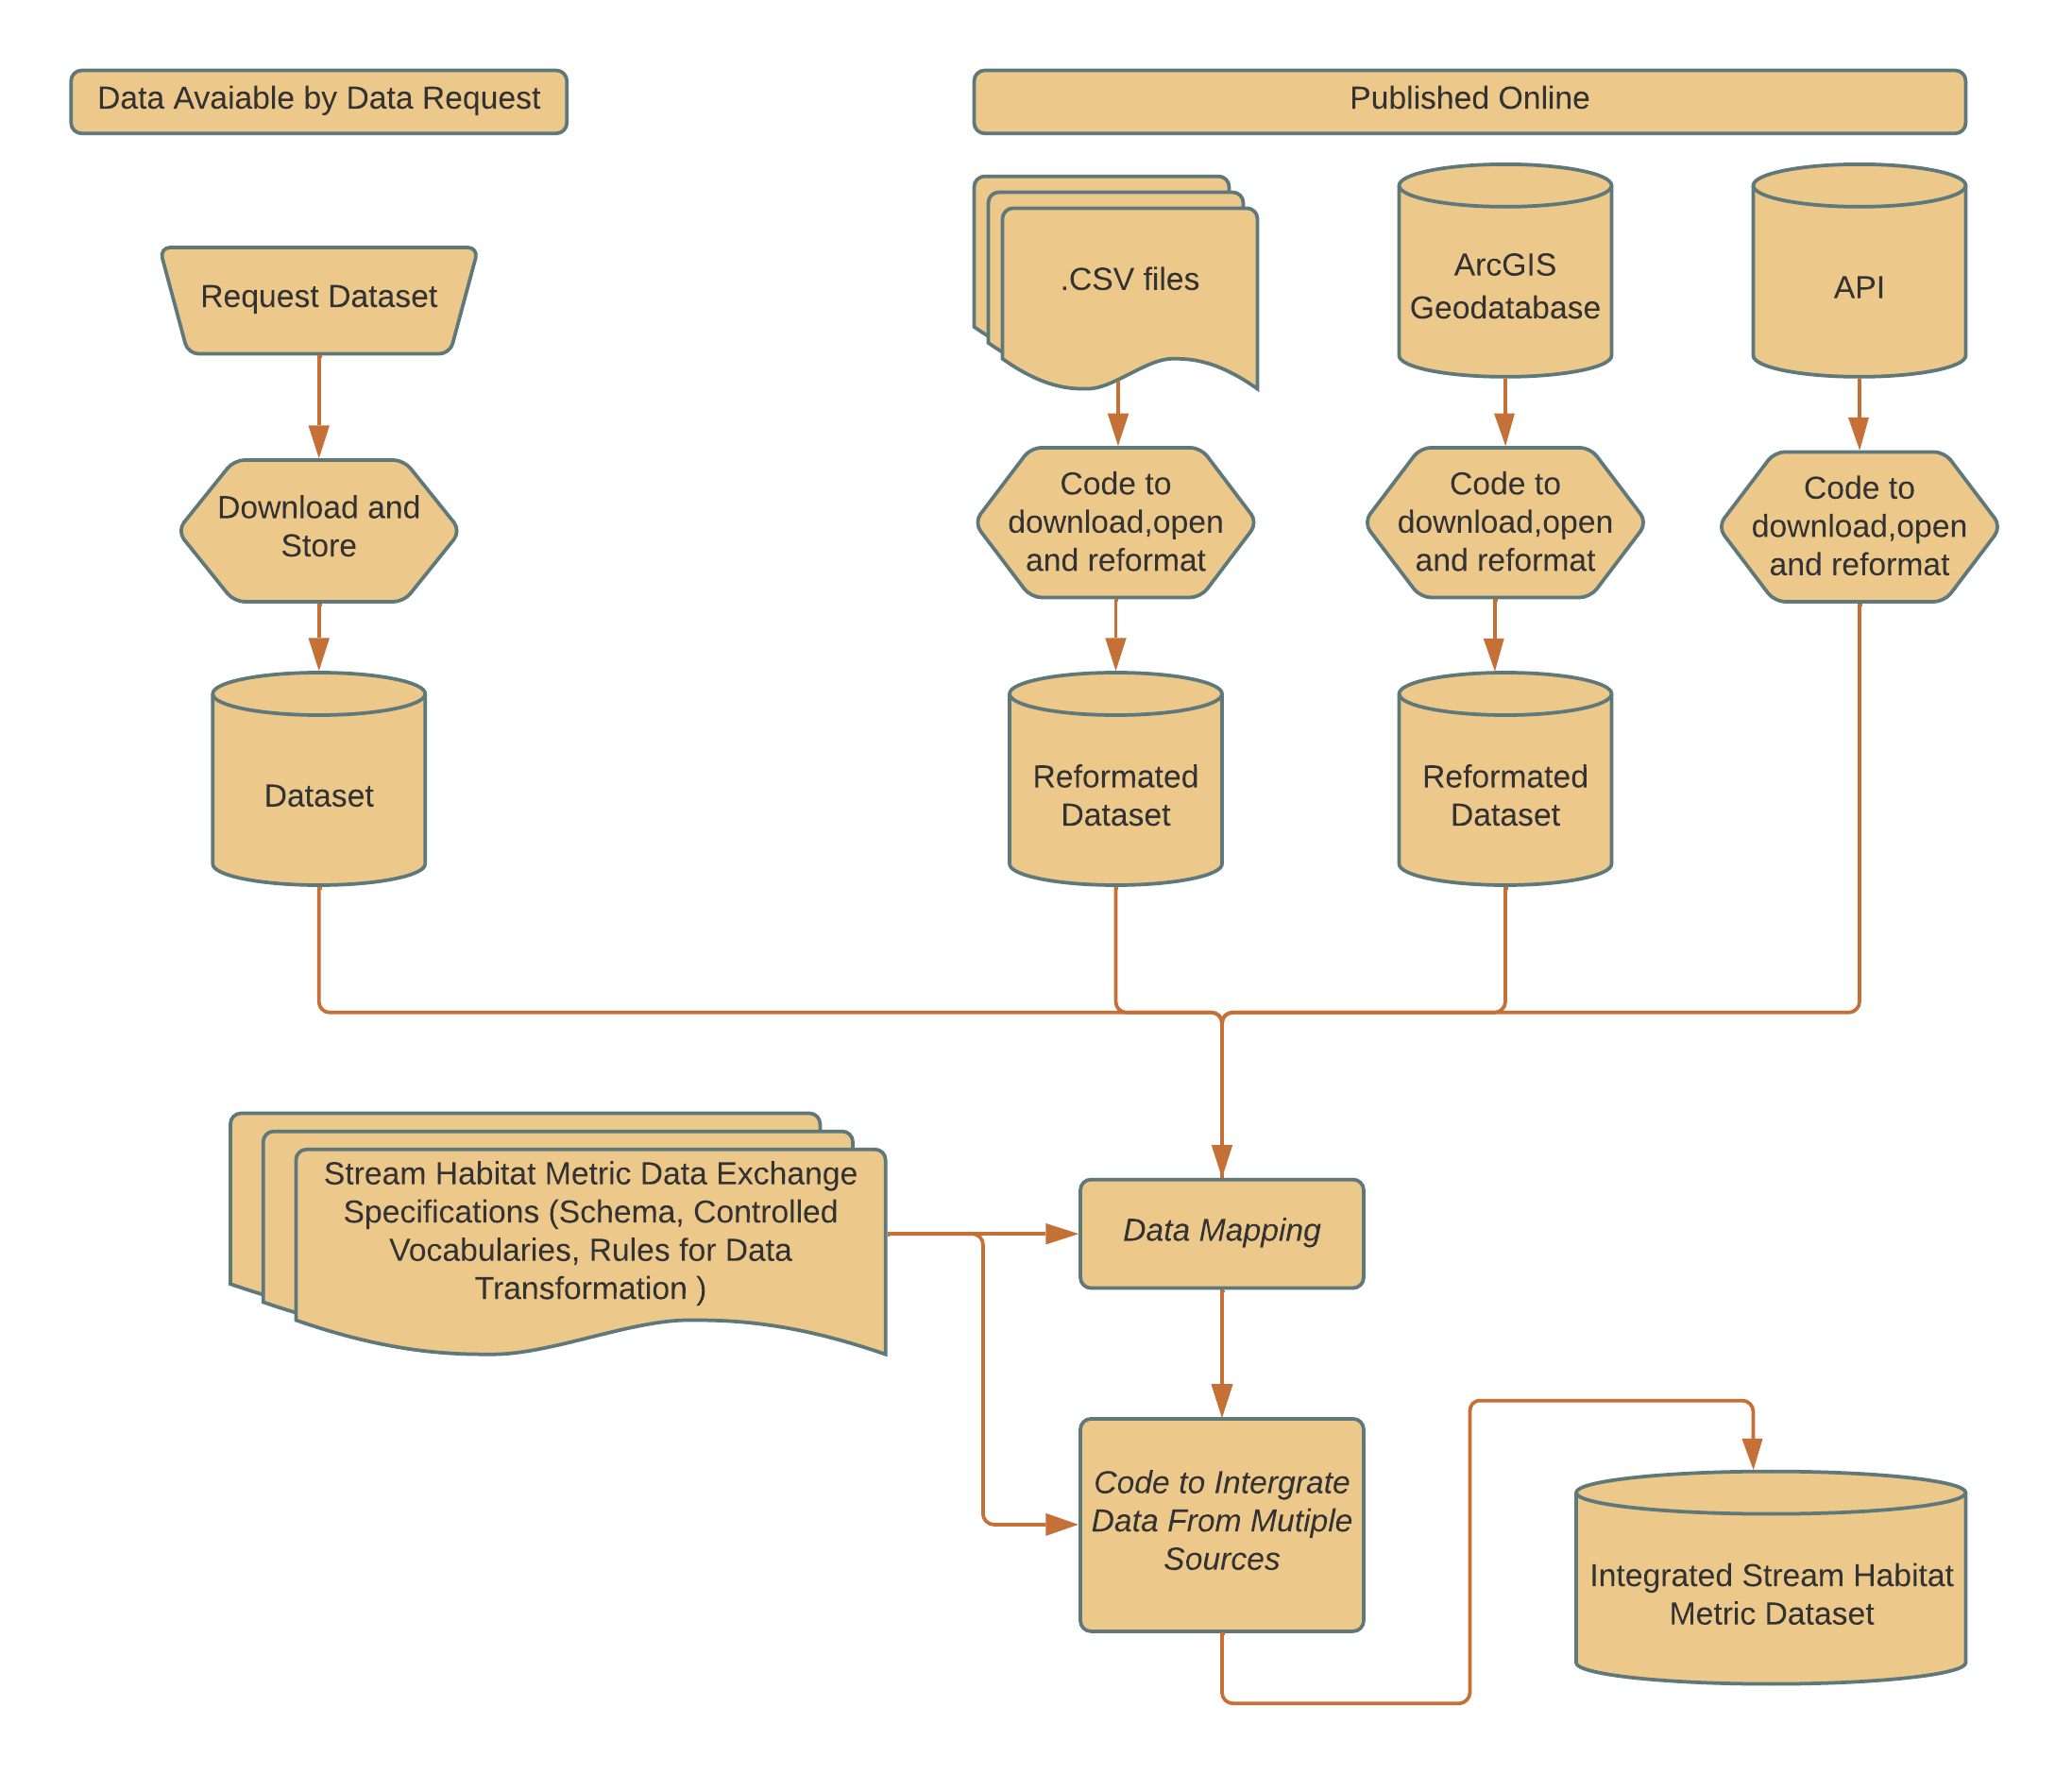 Data Avaiable by Data Request
Published Online
Request Dataset
.CSV files
ArcGIS
Geodatabase
API
Download and
Store
Code to
download,open
and reformat
Code to
download,open
and reformat
Code to
download,open
and reformat
Dataset
Reformated
Dataset
Reformated
Dataset
Stream Habitat Metric Data Exchange
Specifications (Schema, Controlled
Vocabularies, Rules for Data
Transformation )
Data Mapping
Code to Intergrate
Data From Mutiple
Sources
Integrated Stream Habitat
Metric Dataset